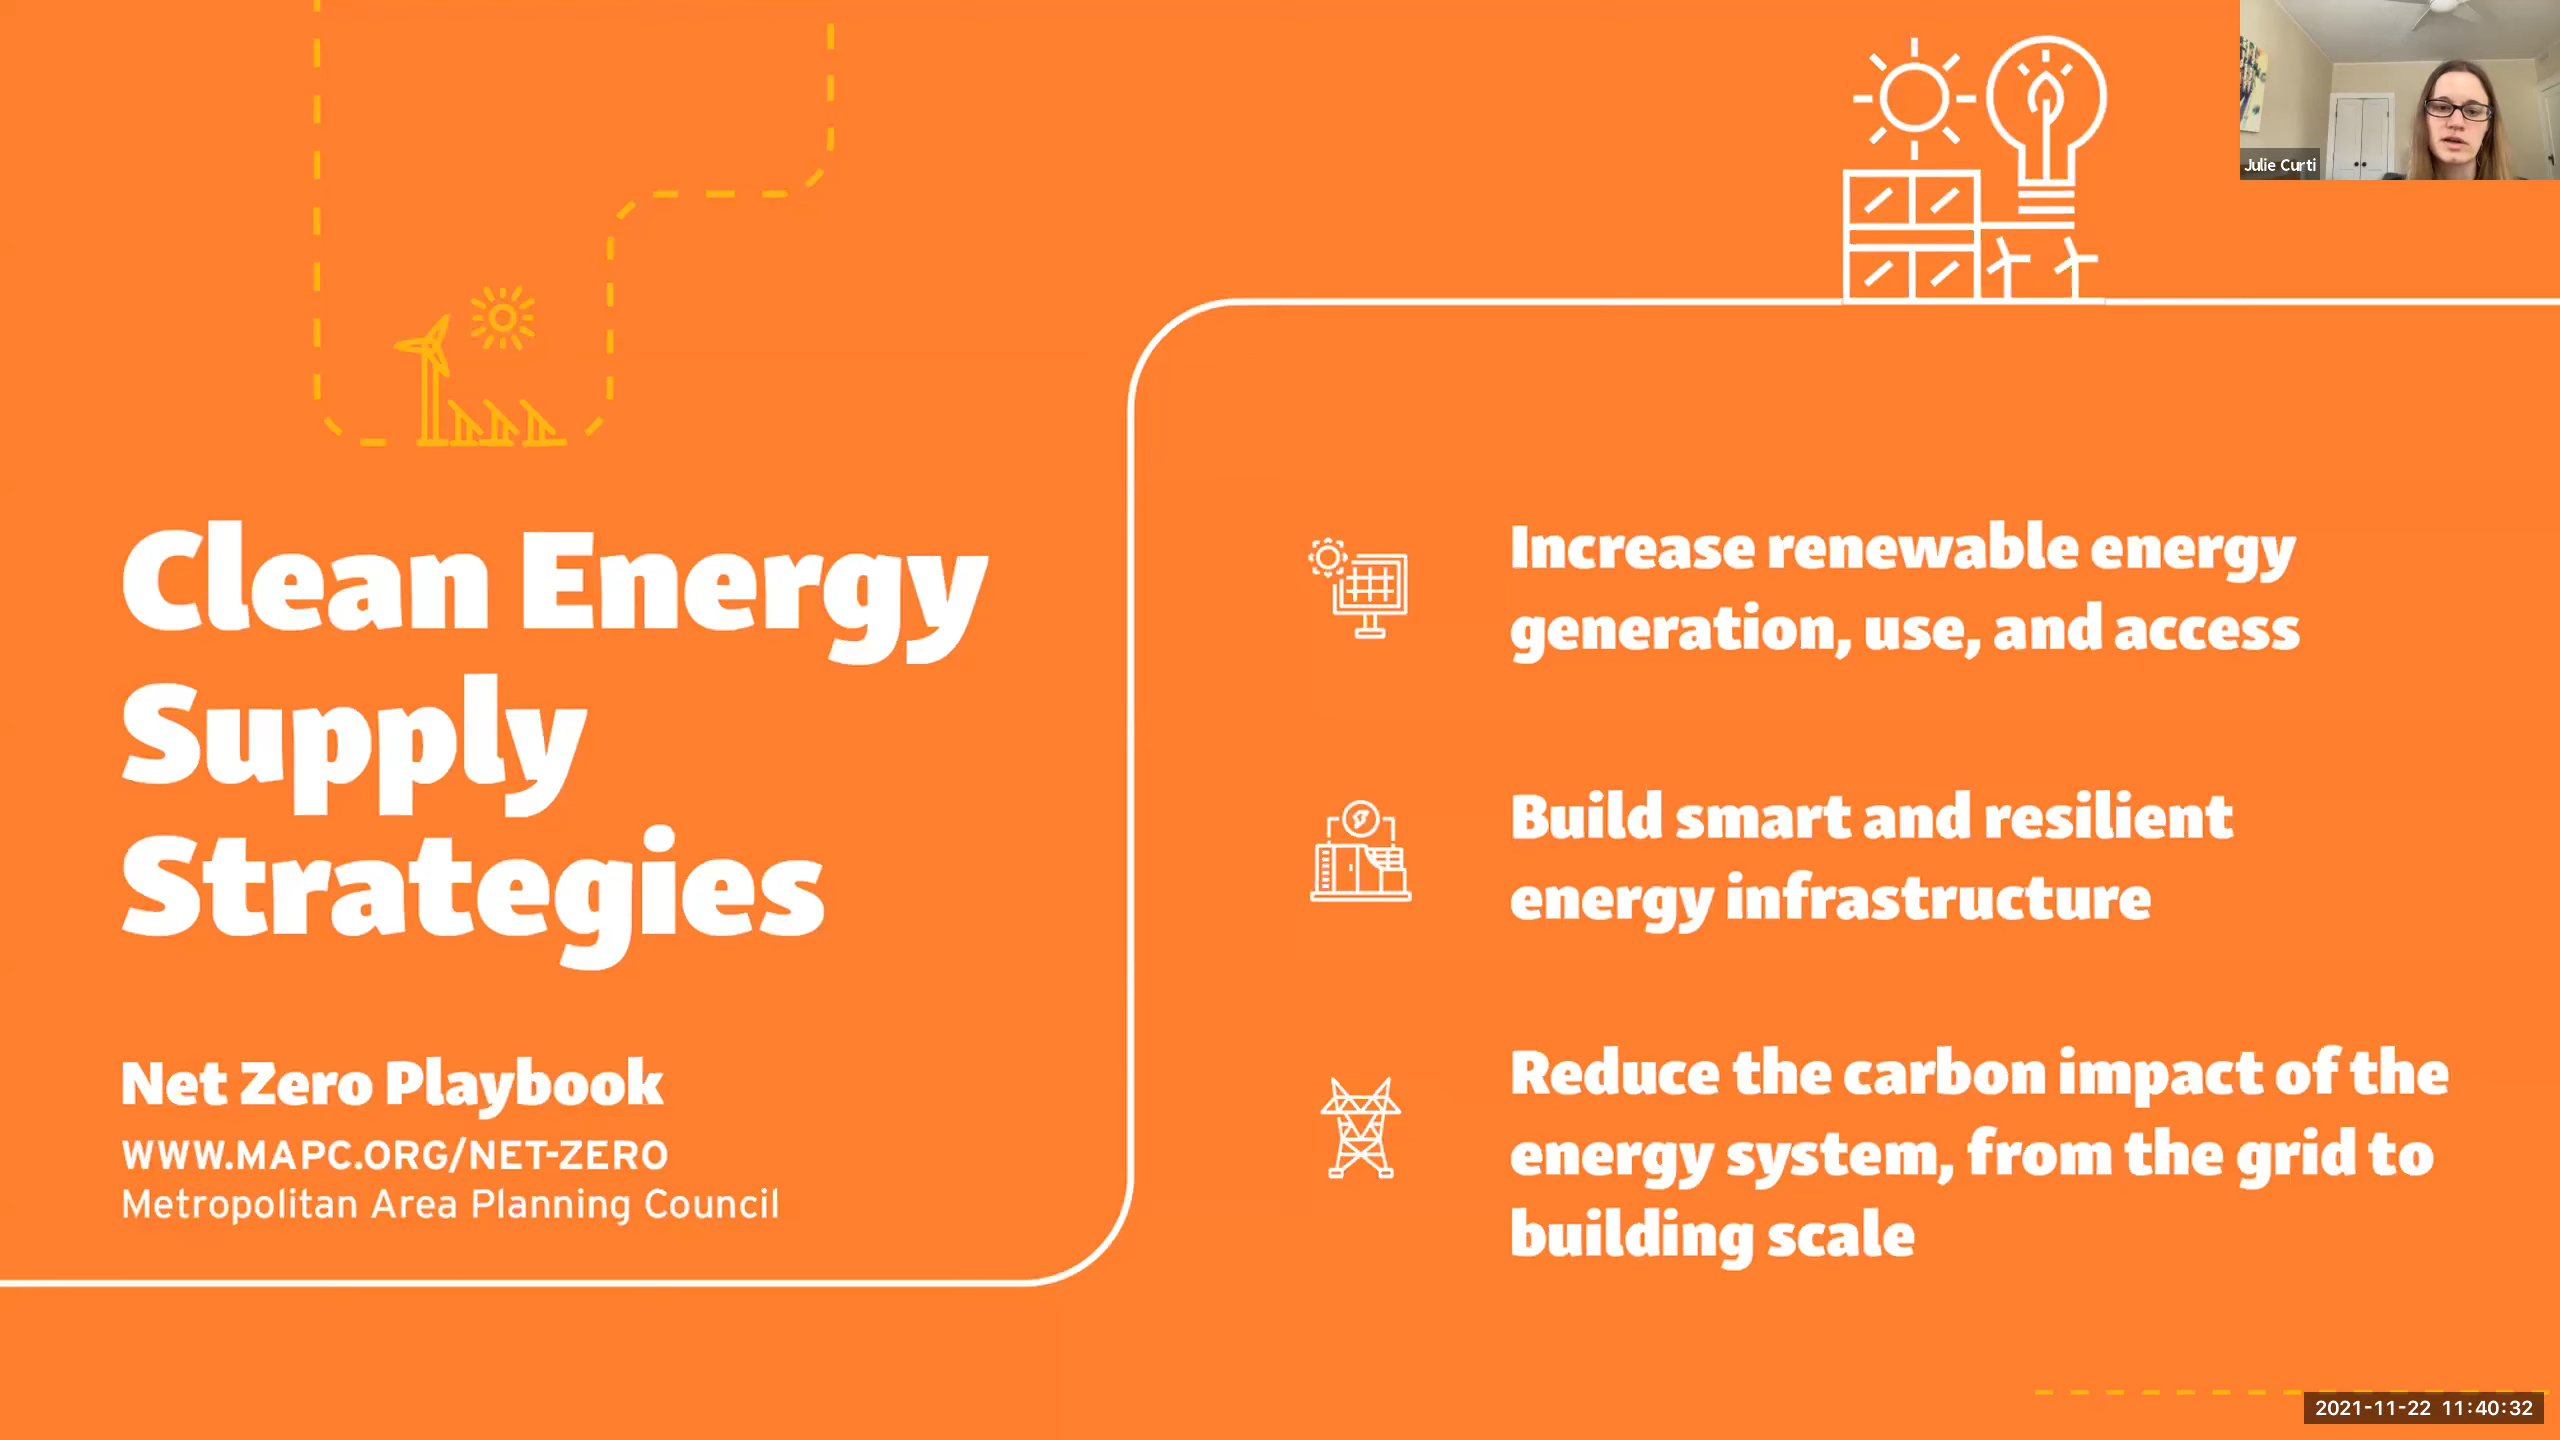 Julie Curti
Clean Energy
Supply
Strategies
Net Zero Playbook
WWW.MAPC.ORG/NET-ZERO
Metropolitan Area Planning Council
Increase renewable energy
generation, use, and access
Build smart and resilient
energy infrastructure
Reduce the carbon impact of the
energy system, from the grid to
building scale
2021-11-22 11:40:32